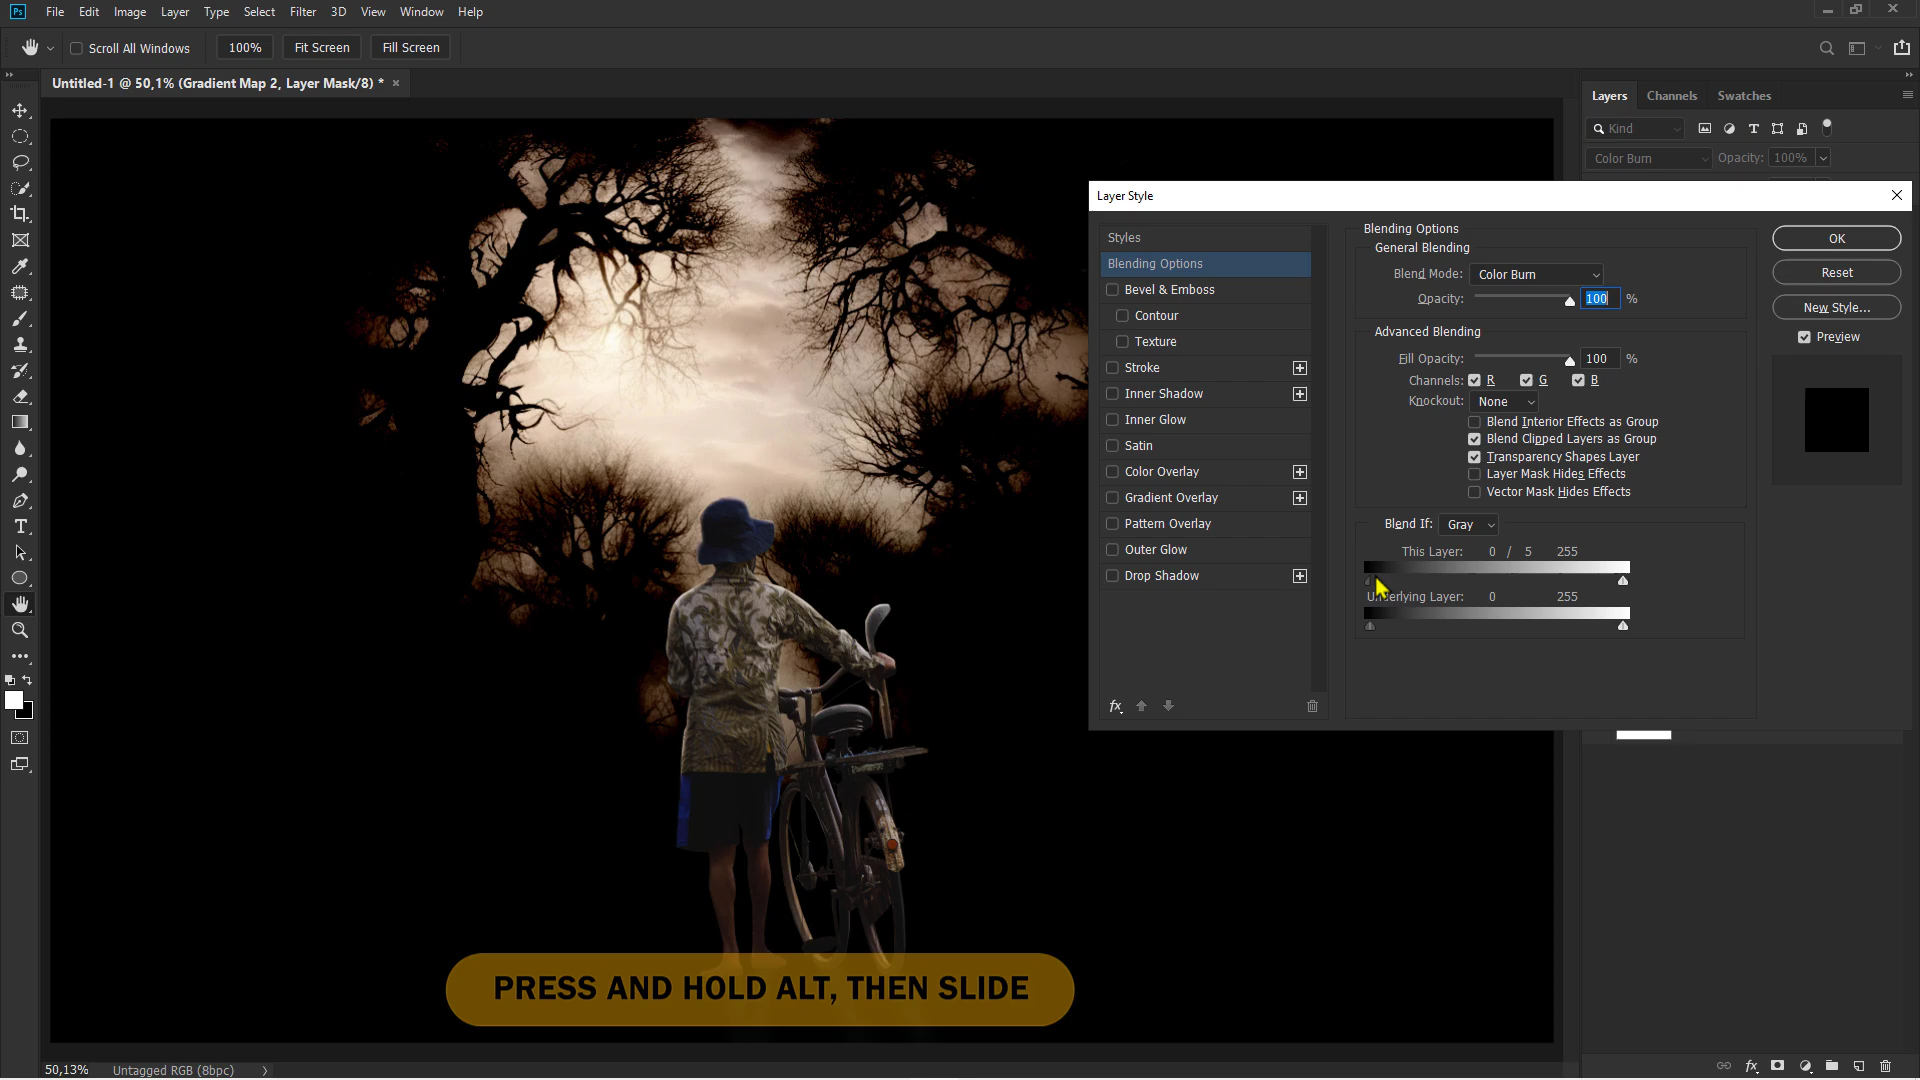 Ps File Edit Image Layer Type Select Filter 3D View Window Help
Scroll All Windows 100% Fit Screen Fill Screen
Untitled-1 @ 50,1% (Gradient Map 2, Layer Mask/8) * ×
Layers Channels Swatches
Kind
Color Burn Opacity: 100%
Layer Style
Styles
Blending Options
Bevel & Emboss
Contour
Texture
Stroke
Inner Shadow
Inner Glow
Satin
Color Overlay
Gradient Overlay
Pattern Overlay
Outer Glow
Drop Shadow
fx
Blending Options
General Blending
Blend Mode: Color Burn
Opacity: 100 %
Advanced Blending
Fill Opacity: 100 %
Channels: R G B
Knockout: None
Blend Interior Effects as Group
Blend Clipped Layers as Group
Transparency Shapes Layer
Layer Mask Hides Effects
Vector Mask Hides Effects
Blend If: Gray
This Layer: 0 / 5 255
Underlying Layer: 0 255
OK
Reset
New Style...
Preview
PRESS AND HOLD ALT, THEN SLIDE
50,13% Untagged RGB (8bpc)
fx